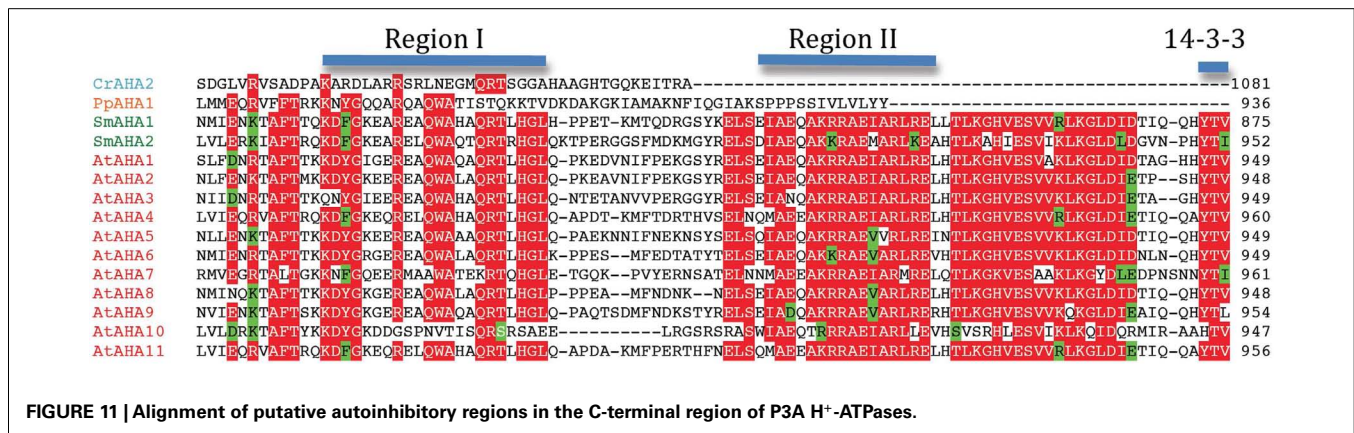 Region I Region II 14-3-3
CrAHA2 SDGLVRVSADPAKARDLARRSRLNEGMQRTSGGAHAAGHTGQKEITRA--------------------------------------------- 1081
PpAHA1 LMMEQRVFFTRKKNYGQQARQAQWATISTQKKTVDKDAKGKIAMAKNFIQGIAKSPPPSSIVLVLYY---------------------------- 936
SmAHA1 NMIENKTAFTTQKDFGKEAREAQWAHAQRTLHGLH-PPET-KMTQDRGSYKELSEIAEQAKRRAEIARLRELLTLKGHVESVVRLKGLDIDTIQ-QHYTV 875
SmAHA2 LVLERKIAFTRQKDFGKEARELQWAQTQRTRHGLQKTPERGGSFMDKMGYRELSDIAEQAKKRAEMARLKEAHTLKAHIESVIKLKGLDLDGVN-PHYTI 952
AtAHA1 SLFDNRTAFTTKKDYGIGEREAQWAQAQRTLHGLQ-PKEDVNIFPEKGSYRELSEIAEQAKRRAEIARLRELHTLKGHVESVAKLKGLDIDTAG-HHYTV 949
AtAHA2 NLFENKTAFTMKKDYGKEEREAQWALAQRTLHGLQ-PKEAVNIFPEKGSYRELSEIAEQAKRRAEIARLRELHTLKGHVESVVKLKGLDIETP--SHYTV 948
AtAHA3 NIIDNRTAFTTKQNYGIEEREAQWAHAQRTLHGLQ-NTETANVVPERGGYRELSEIANQAKRRAEIARLRELHTLKGHVESVVKLKGLDIETA--GHYTV 949
AtAHA4 LVIEQRVAFTRQKDFGKEQRELQWAHAQRTLHGLQ-APDT-KMFTDRTHVSELNQMAEEAKRRAEIARLRELHTLKGHVESVVRLKGLDIETIQ-QAYTV 960
AtAHA5 NLLENKTAFTTKKDYGKEEREAQWAAAQRTLHGLQ-PAEKNNIFNEKNSYSELSQIAEQAKRRAEVVRLREINTLKGHVESVVKLKGLDIDTIQ-QHYTV 949
AtAHA6 NMIENRTAFTTKKDYGRGEREAQWALAQRTLHGLK-PPES--MFEDTATYTELSEIAEQAKKRAEVARLREVHTLKGHVESVVKLKGLDIDNLN-QHYTV 949
AtAHA7 RMVEGRTALTGKKNFGQEERMAAWATEKRTQHGLE-TGQK--PVYERNSATELNNMAEEAKRRAEIARMRELQTLKGHVESAAKLKGYDLEDPNSNNYTI 961
AtAHA8 NMINQKTAFTTKKDYGKGEREAQWALAQRTLHGLP-PPEA--MFNDNK--NELSEIAEQAKRRAEVARLRELHTLKGHVESVVKLKGLDIDTIQ-QHYTV 948
AtAHA9 NVIENKTAFTSKKDYGKGEREAQWAQAQRTLHGLQ-PAQTSDMFNDKSTYRELSEIADQAKRRAEVARLRERHTLKGHVESVVKQKGLDIEAIQ-QHYTL 954
AtAHA10 LVLDRKTAFTYKKDYGKDDGSPNVTISQRSRSAEE----------LRGSRSRASWIAEQTRRRAEIARLLEVHSVSRHLESVIKLKQIDQRMIR-AAHTV 947
AtAHA11 LVIEQRVAFTRQKDFGKEQRELQWAHAQRTLHGLQ-APDA-KMFPERTHFNELSQMAEEAKRRAEIARLRELHTLKGHVESVVRLKGLDIETIQ-QAYTV 956
FIGURE 11 | Alignment of putative autoinhibitory regions in the C-terminal region of P3A H⁺-ATPases.